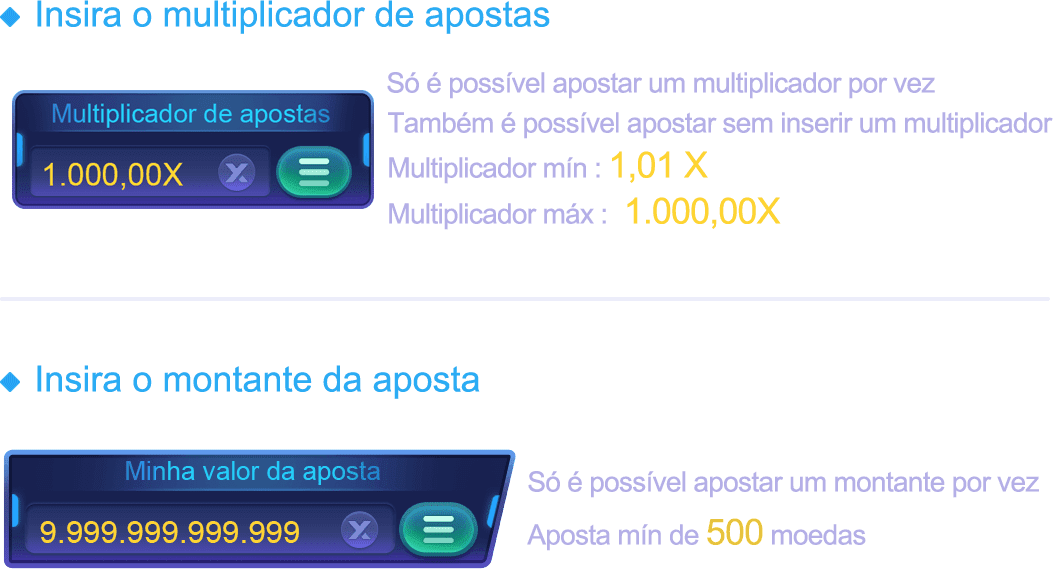 Insira o multiplicador de apostas
Só é possível apostar um multiplicador por vez
Multiplicador de apostas
Também é possível apostar sem inserir um multiplicador
1.000,00X
Multiplicador mín : 1,01 X
Multiplicador máx : 1.000,00X
Insira o montante da aposta
Minha valor da aposta
9.999.999.999.999
Só é possível apostar um montante por vez
Aposta mín de 500 moedas